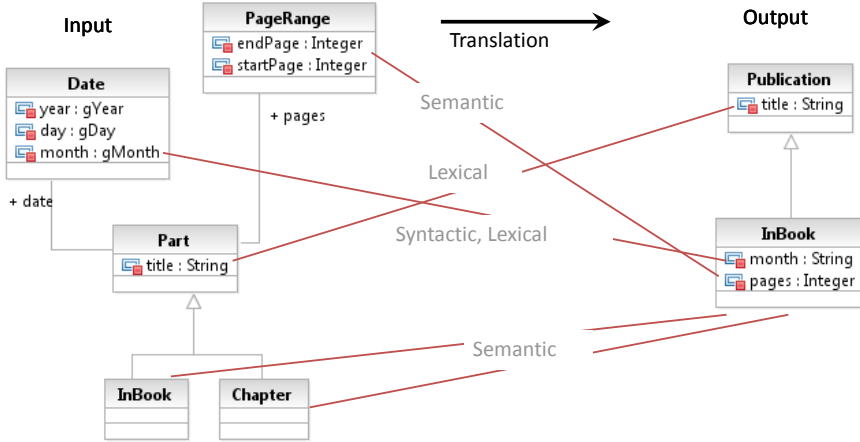 Input
PageRange
endPage : Integer
startPage : Integer
Translation
Output
Date
year : gYear
day : gDay
month : gMonth
+ pages
Semantic
Publication
title : String
Lexical
+ date
Part
title : String
Syntactic, Lexical
InBook
month : String
pages : Integer
Semantic
InBook
Chapter